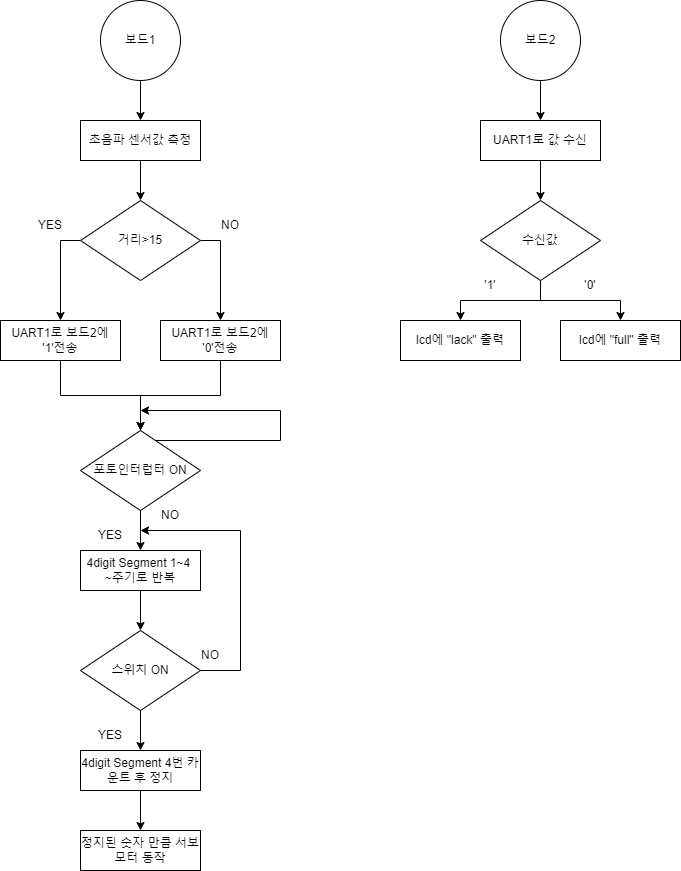 보드1
초음파 센서값 측정
YES
NO
거리>15
UART1로 보드2에
'1'전송
UART1로 보드2에
'0'전송
포토인터럽터 ON
NO
YES
4digit Segment 1~4
~주기로 반복
스위치 ON
NO
YES
4digit Segment 4번 카
운트 후 정지
정지된 숫자 만큼 서보
모터 동작
보드2
UART1로 값 수신
수신값
'1'
'0'
lcd에 "lack" 출력
lcd에 "full" 출력